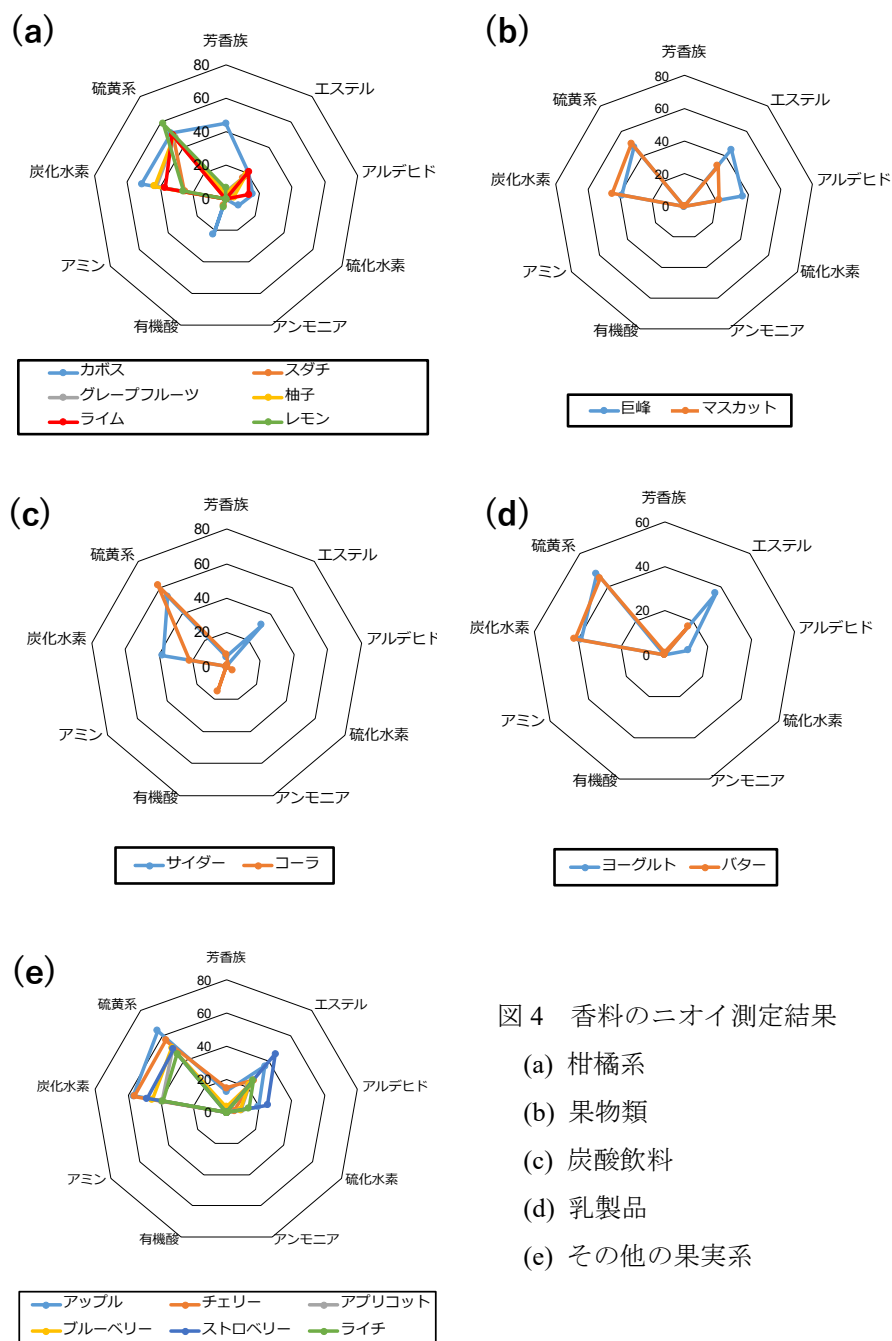 (a)
芳香族
エステル
アルデヒド
硫化水素
アンモニア
有機酸
アミン
炭化水素
硫黄系
80
60
40
20
0
カボス
スダチ
グレープフルーツ
柚子
ライム
レモン
(b)
芳香族
エステル
アルデヒド
硫化水素
アンモニア
有機酸
アミン
炭化水素
硫黄系
80
60
40
20
0
巨峰
マスカット
(c)
芳香族
エステル
アルデヒド
硫化水素
アンモニア
有機酸
アミン
炭化水素
硫黄系
80
60
40
20
0
サイダー
コーラ
(d)
芳香族
エステル
アルデヒド
硫化水素
アンモニア
有機酸
アミン
炭化水素
硫黄系
60
40
20
0
ヨーグルト
バター
(e)
芳香族
エステル
アルデヒド
硫化水素
アンモニア
有機酸
アミン
炭化水素
硫黄系
80
60
40
20
0
アップル
チェリー
アプリコット
ブルーベリー
ストロベリー
ライチ
図 4 香料のニオイ測定結果
(a) 柑橘系
(b) 果物類
(c) 炭酸飲料
(d) 乳製品
(e) その他の果実系